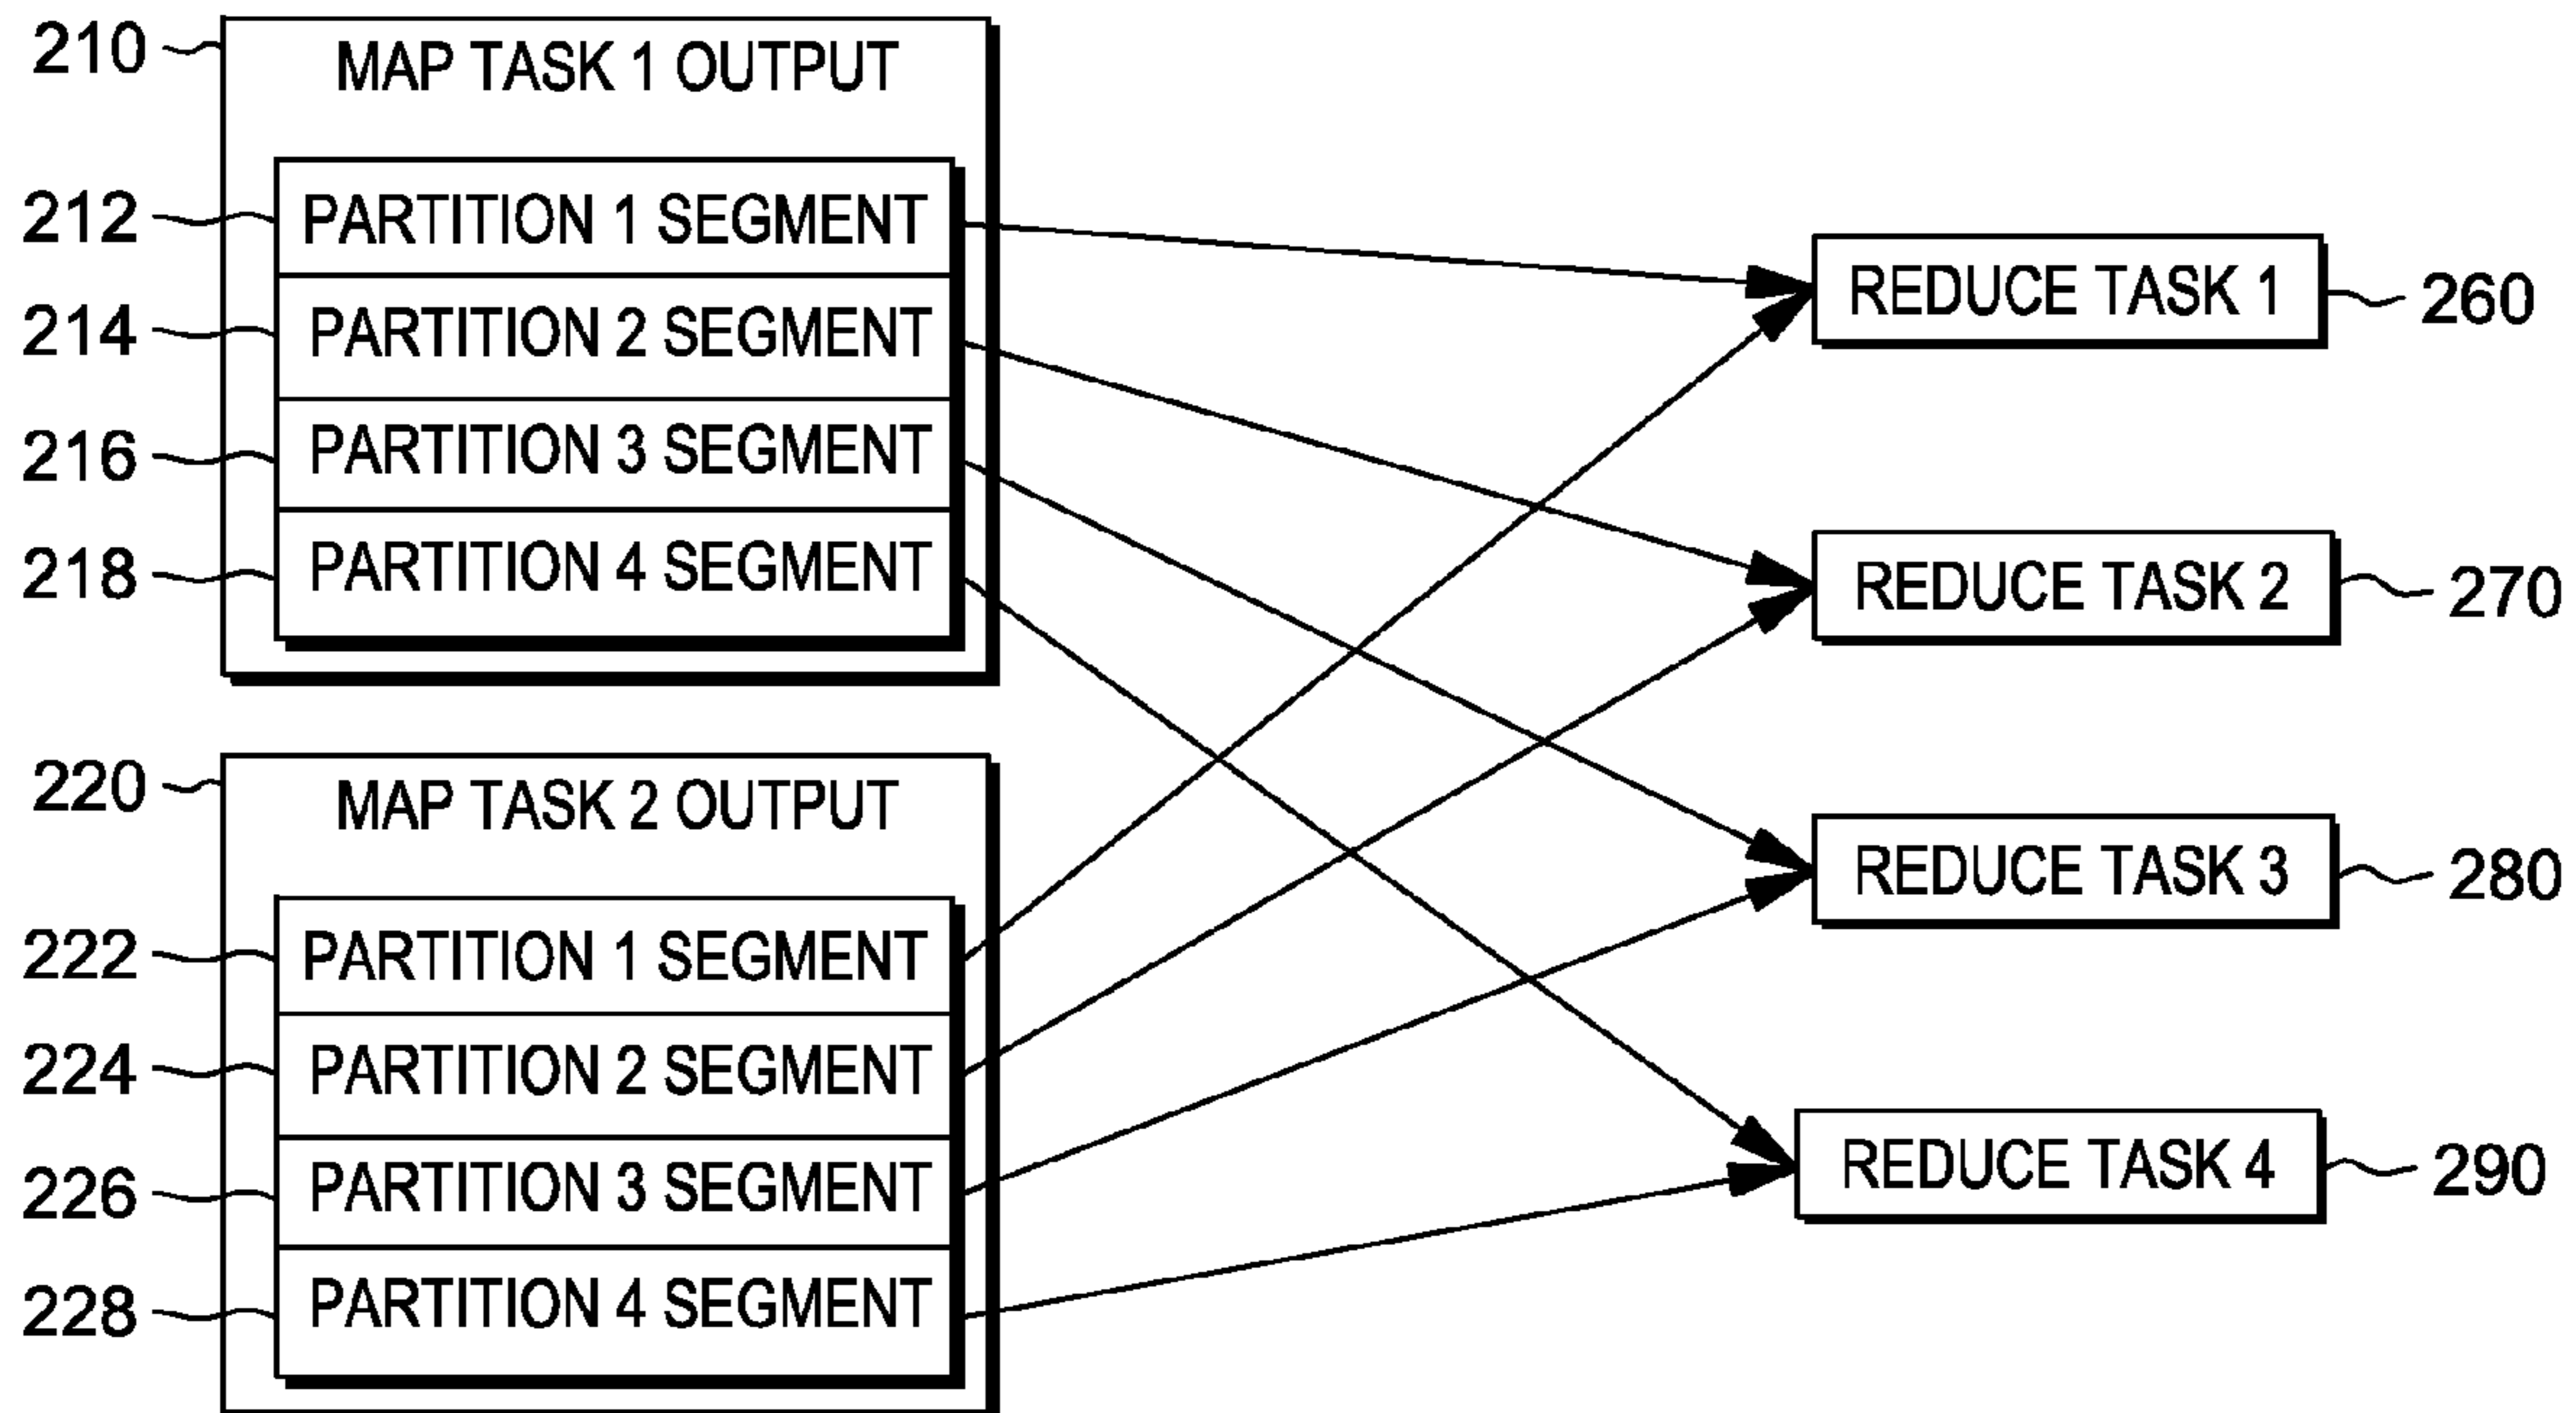 210
MAP TASK 1 OUTPUT
212
PARTITION 1 SEGMENT
214
PARTITION 2 SEGMENT
216
PARTITION 3 SEGMENT
218
PARTITION 4 SEGMENT
220
MAP TASK 2 OUTPUT
222
PARTITION 1 SEGMENT
224
PARTITION 2 SEGMENT
226
PARTITION 3 SEGMENT
228
PARTITION 4 SEGMENT
REDUCE TASK 1
260
REDUCE TASK 2
270
REDUCE TASK 3
280
REDUCE TASK 4
290